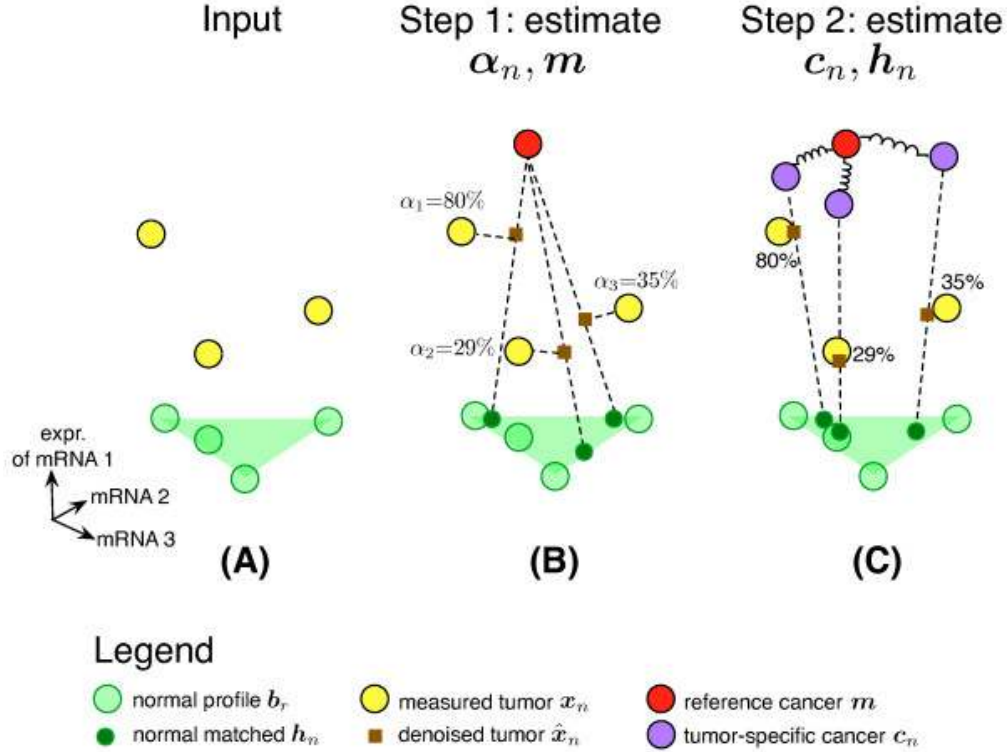 Input
Step 1: estimate
αₙ, m
Step 2: estimate
cₙ, hₙ
α₁=80%
α₃=35%
α₂=29%
80%
35%
29%
expr.
of mRNA 1
mRNA 2
mRNA 3
(A)
(B)
(C)
Legend
normal profile bᵣ
measured tumor xₙ
reference cancer m
normal matched hₙ
denoised tumor x̂ₙ
tumor-specific cancer cₙ